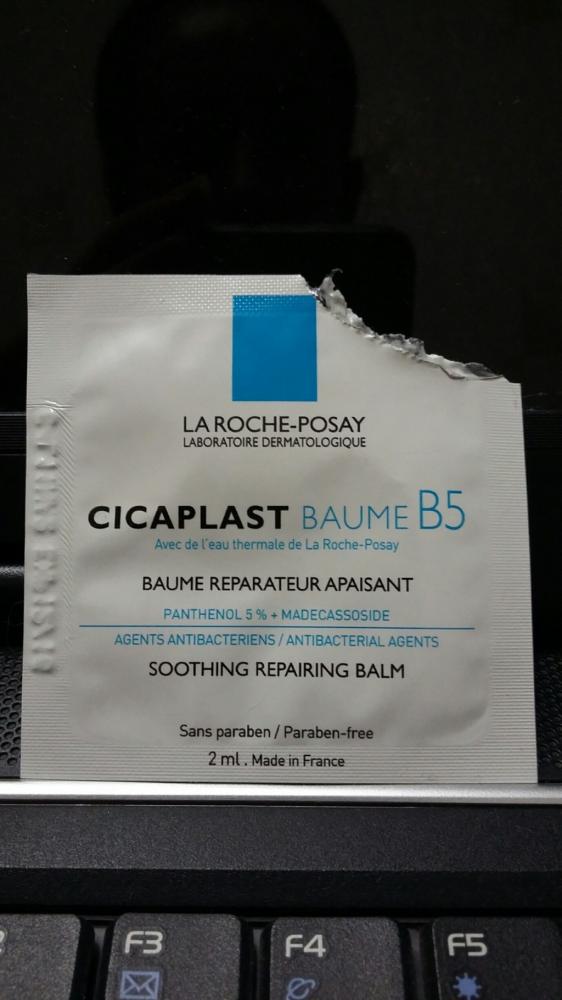 LA ROCHE-POSAY
LABORATOIRE DERMATOLOGIQUE
CICAPLAST BAUME B5
Avec de l'eau thermale de La Roche-Posay
BAUME REPARATEUR APAISANT
PANTHENOL 5 % + MADECASSOSIDE
AGENTS ANTIBACTERIENS / ANTIBACTERIAL AGENTS
SOOTHING REPAIRING BALM
Sans paraben / Paraben-free
2 ml . Made in France
F3
F4
F5